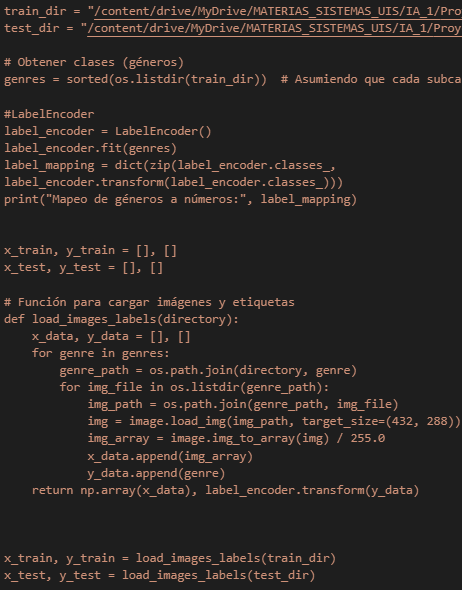 train_dir = "/content/drive/MyDrive/MATERIAS_SISTEMAS_UIS/IA_1/Proy
test_dir = "/content/drive/MyDrive/MATERIAS_SISTEMAS_UIS/IA_1/Proy
# Obtener clases (géneros)
genres = sorted(os.listdir(train_dir))  # Asumiendo que cada subca
#LabelEncoder
label_encoder = LabelEncoder()
label_encoder.fit(genres)
label_mapping = dict(zip(label_encoder.classes_,
label_encoder.transform(label_encoder.classes_)))
print("Mapeo de géneros a números:", label_mapping)
x_train, y_train = [], []
x_test, y_test = [], []
# Función para cargar imágenes y etiquetas
def load_images_labels(directory):
    x_data, y_data = [], []
    for genre in genres:
        genre_path = os.path.join(directory, genre)
        for img_file in os.listdir(genre_path):
            img_path = os.path.join(genre_path, img_file)
            img = image.load_img(img_path, target_size=(432, 288))
            img_array = image.img_to_array(img) / 255.0
            x_data.append(img_array)
            y_data.append(genre)
    return np.array(x_data), label_encoder.transform(y_data)
x_train, y_train = load_images_labels(train_dir)
x_test, y_test = load_images_labels(test_dir)